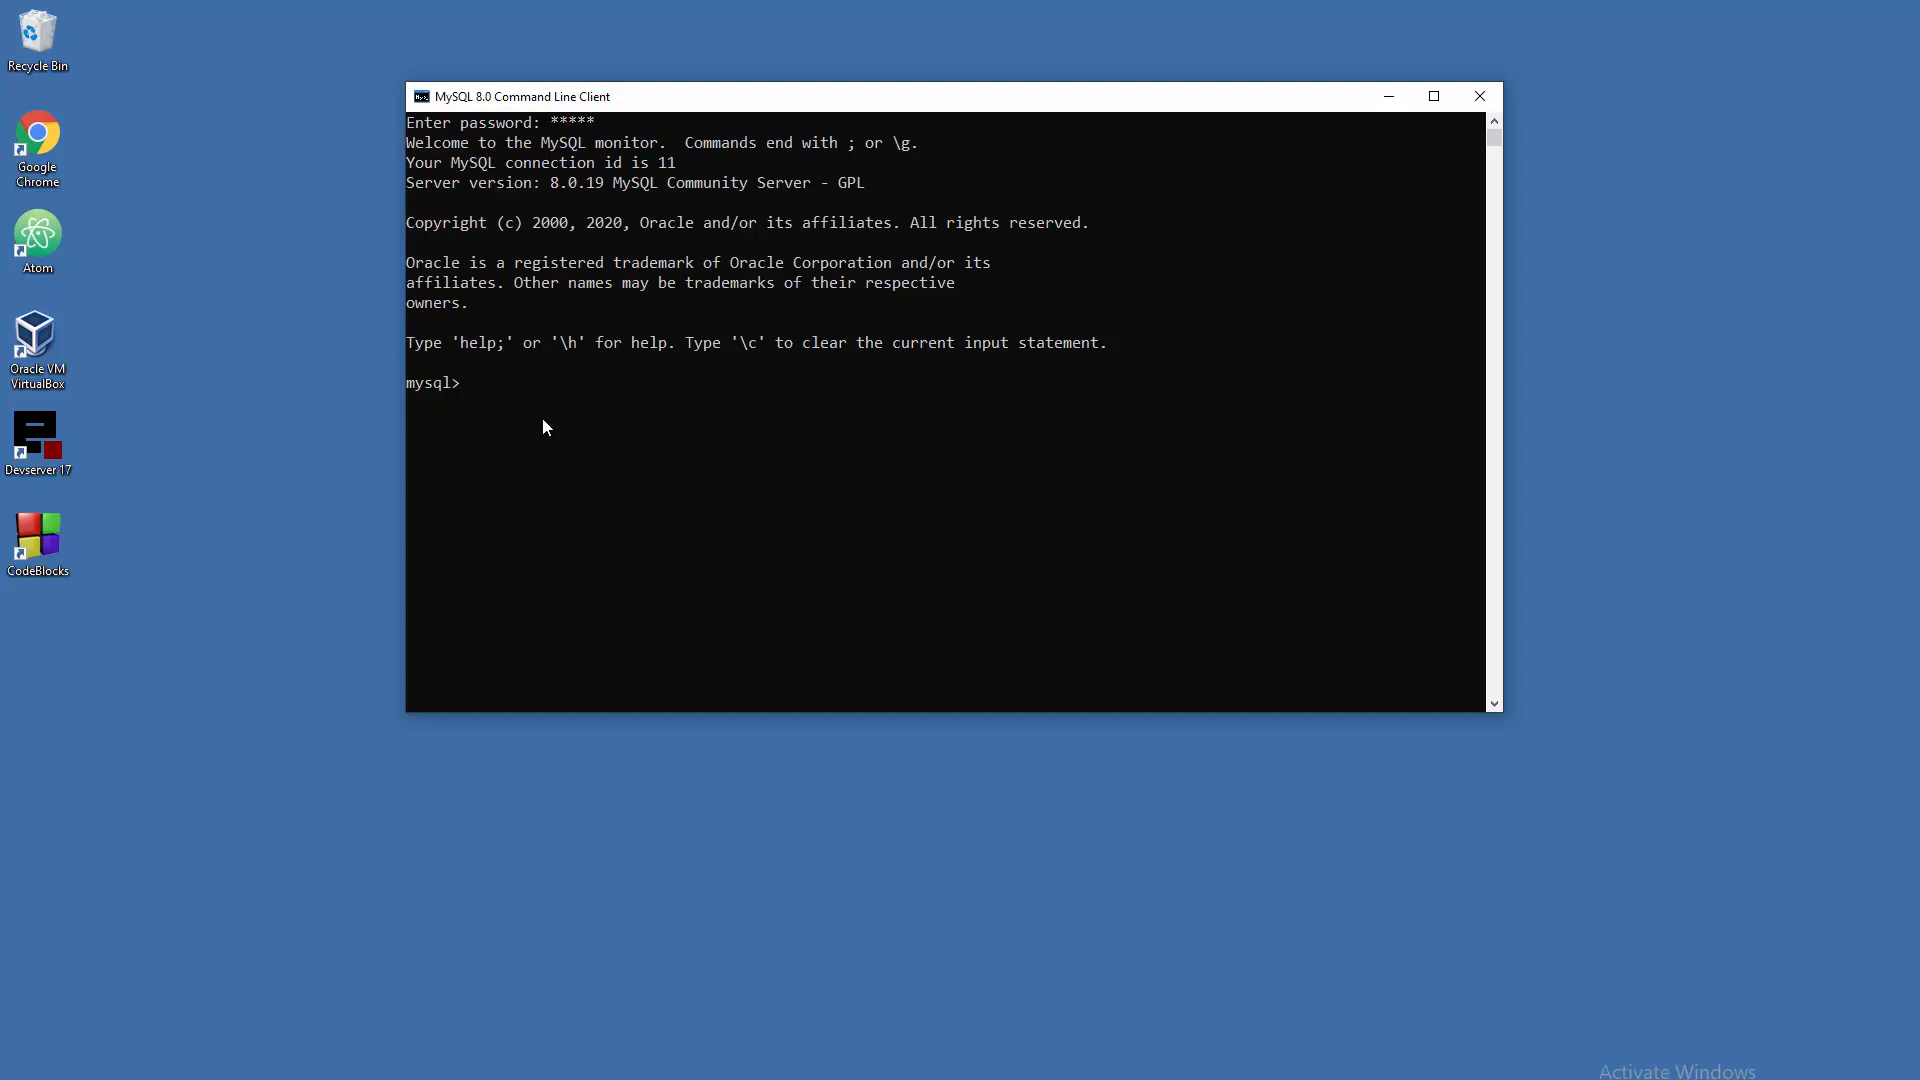 Recycle Bin
Google
Chrome
Atom
Oracle VM
VirtualBox
Devserver 17
CodeBlocks
MySQL 8.0 Command Line Client
Enter password: *****
Welcome to the MySQL monitor.  Commands end with ; or \g.
Your MySQL connection id is 11
Server version: 8.0.19 MySQL Community Server - GPL
Copyright (c) 2000, 2020, Oracle and/or its affiliates. All rights reserved.
Oracle is a registered trademark of Oracle Corporation and/or its
affiliates. Other names may be trademarks of their respective
owners.
Type 'help;' or '\h' for help. Type '\c' to clear the current input statement.
mysql>
Activate Windows